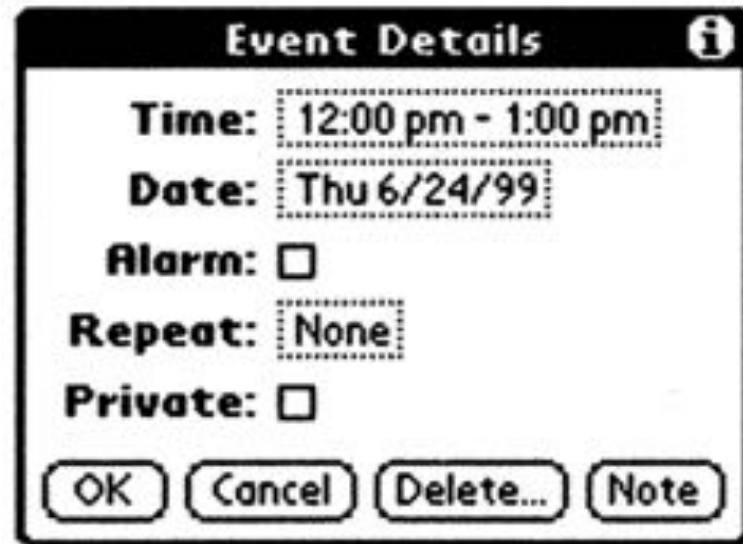 Event Details
Time: 12:00 pm - 1:00 pm
Date: Thu 6/24/99
Alarm:
Repeat: None
Private:
OK Cancel Delete... Note